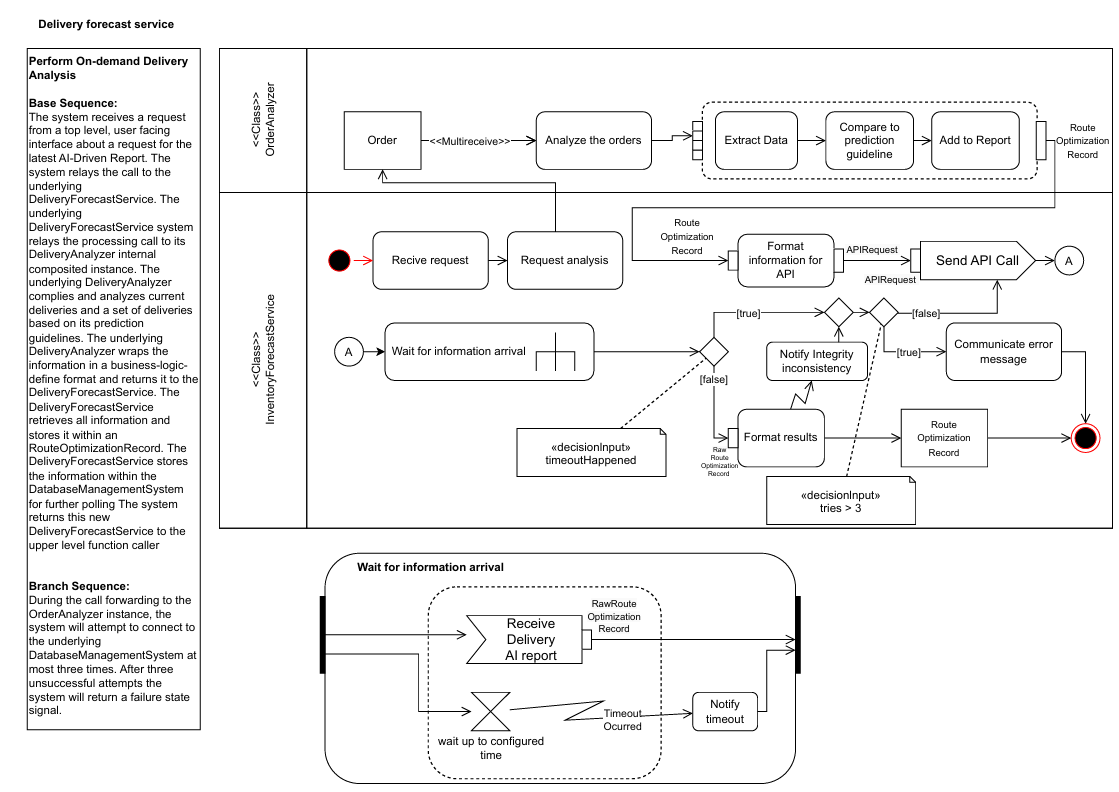 Delivery forecast service
Perform On-demand Delivery
Analysis
Base Sequence:
The system receives a request
from a top level, user facing
interface about a request for the
latest AI-Driven Report. The
system relays the call to the
underlying
DeliveryForecastService. The
underlying
DeliveryForecastService system
relays the processing call to its
DeliveryAnalyzer internal
composited instance. The
underlying DeliveryAnalyzer
complies and analyzes current
deliveries and a set of deliveries
based on its prediction
guidelines. The underlying
DeliveryAnalyzer wraps the
information in a business-logic-
define format and returns it to the
DeliveryForecastService. The
DeliveryForecastService
retrieves all information and
stores it within an
RouteOptimizationRecord. The
DeliveryForecastService stores
the information within the
DatabaseManagementSystem
for further polling The system
returns this new
DeliveryForecastService to the
upper level function caller
Branch Sequence:
During the call forwarding to the
OrderAnalyzer instance, the
system will attempt to connect to
the underlying
DatabaseManagementSystem at
most three times. After three
unsuccessful attempts the
system will return a failure state
signal.
<<Class>>
OrderAnalyzer
Order
<<Multireceive>>
Analyze the orders
Extract Data
Compare to
prediction
guideline
Add to Report
Route
Optimization
Record
<<Class>>
InventoryForecastService
Recive request
Request analysis
Route
Optimization
Record
Format
information for
API
APIRequest
APIRequest
Send API Call
A
A
Wait for information arrival
[true]
[false]
[false]
[true]
Notify Integrity
inconsistency
Communicate error
message
«decisionInput»
timeoutHappened
Raw
Route
Optimization
Record
Format results
Route
Optimization
Record
«decisionInput»
tries > 3
Wait for information arrival
Receive
Delivery
AI report
RawRoute
Optimization
Record
wait up to configured
time
Timeout
Ocurred
Notify
timeout